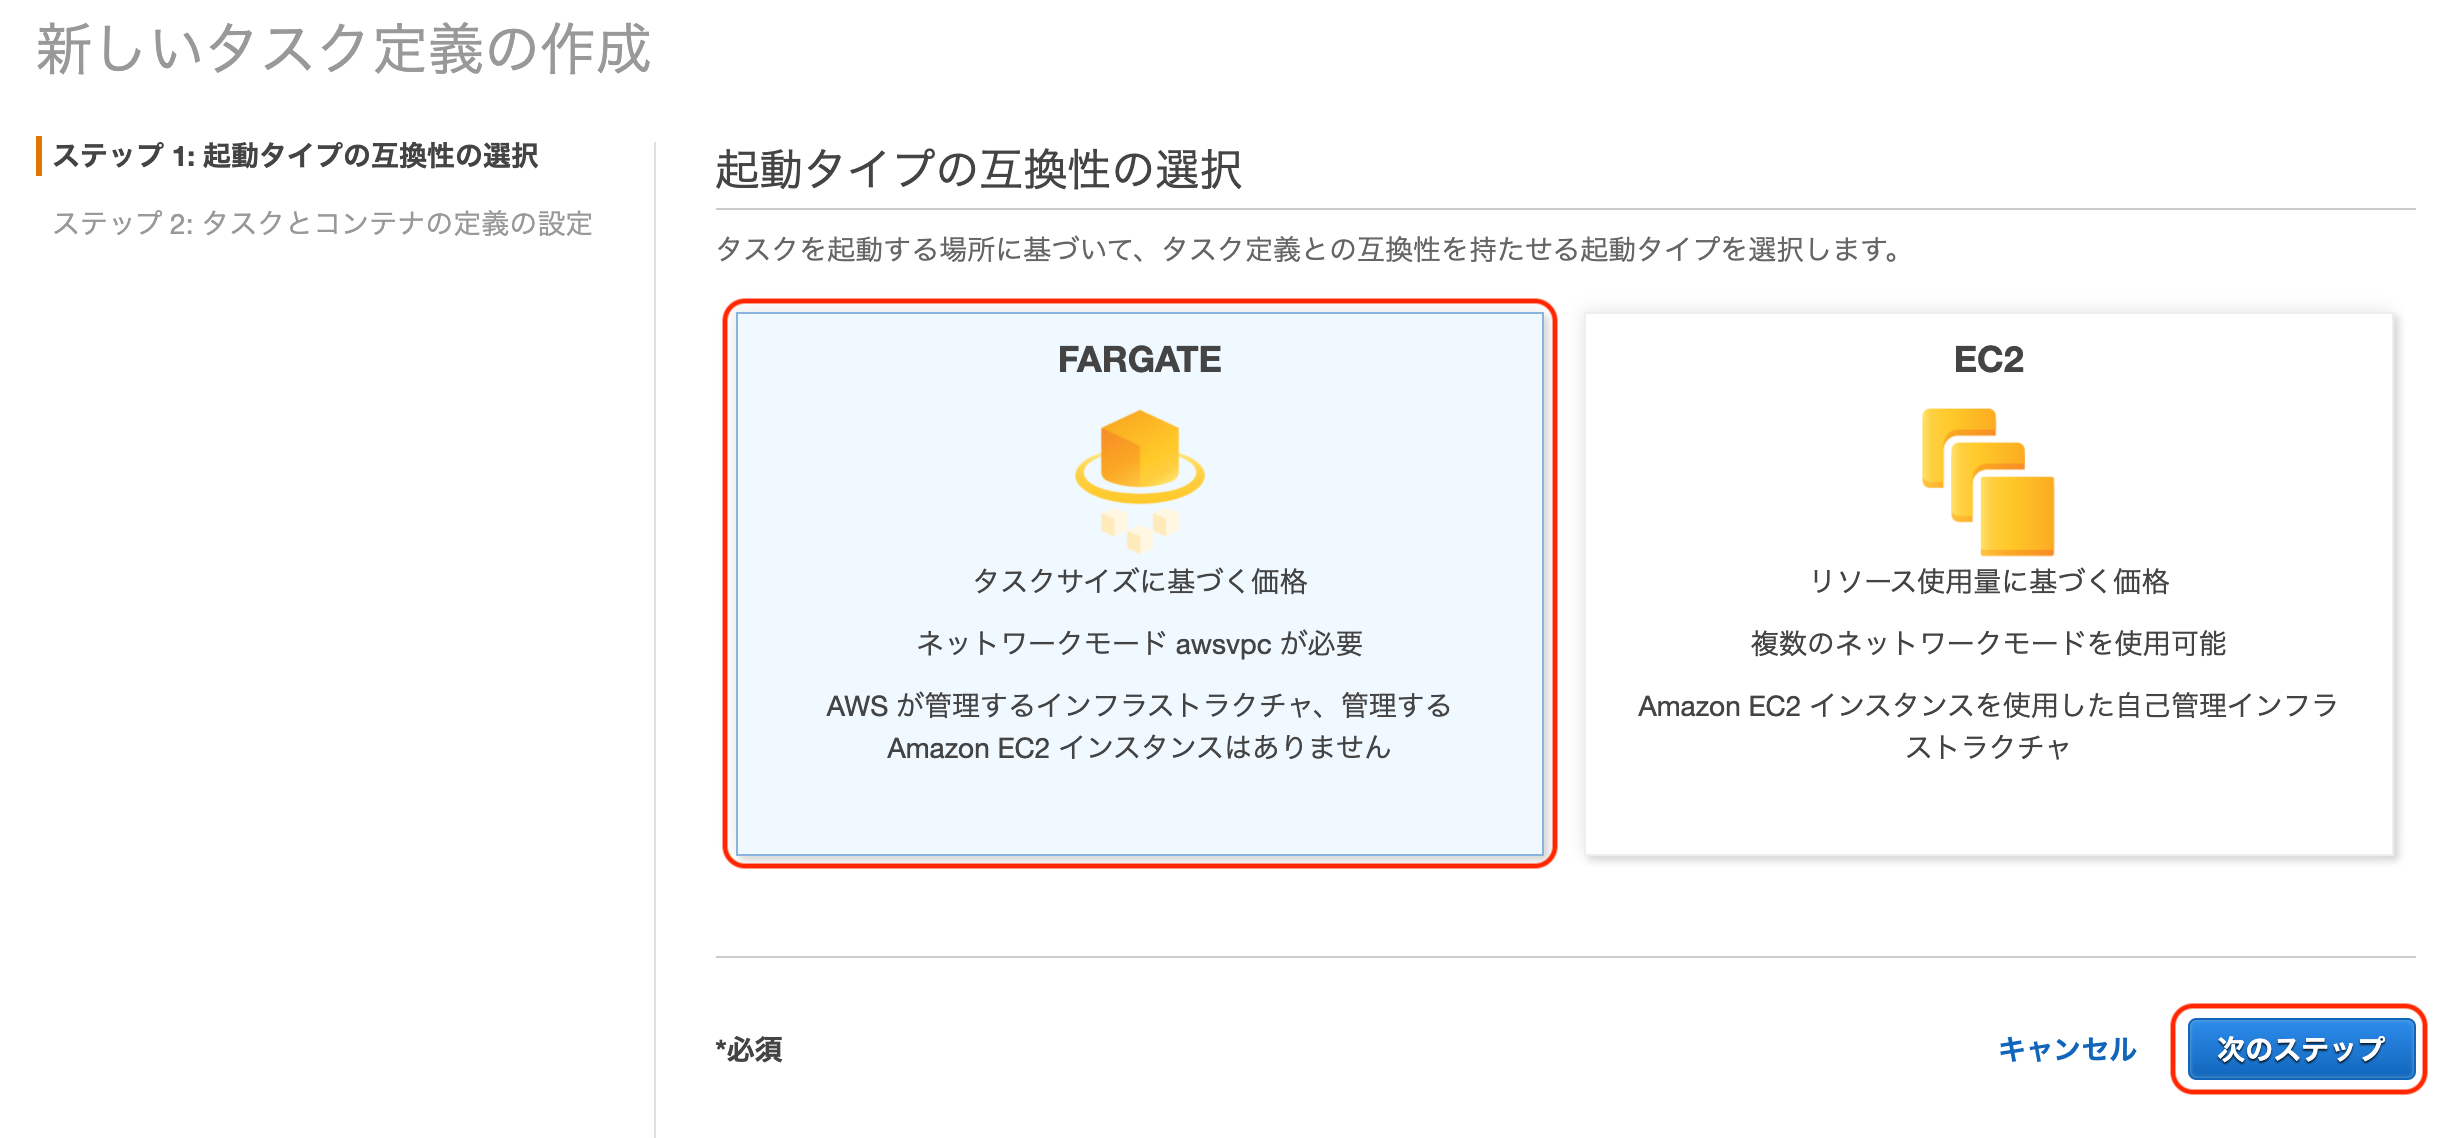 新しいタスク定義の作成
ステップ 1: 起動タイプの互換性の選択
ステップ 2: タスクとコンテナの定義の設定
起動タイプの互換性の選択
タスクを起動する場所に基づいて、タスク定義との互換性を持たせる起動タイプを選択します。
FARGATE
タスクサイズに基づく価格
ネットワークモード awsvpc が必要
AWS が管理するインフラストラクチャ、管理する
Amazon EC2 インスタンスはありません
EC2
リソース使用量に基づく価格
複数のネットワークモードを使用可能
Amazon EC2 インスタンスを使用した自己管理インフラ
ストラクチャ
*必須
キャンセル
次のステップ